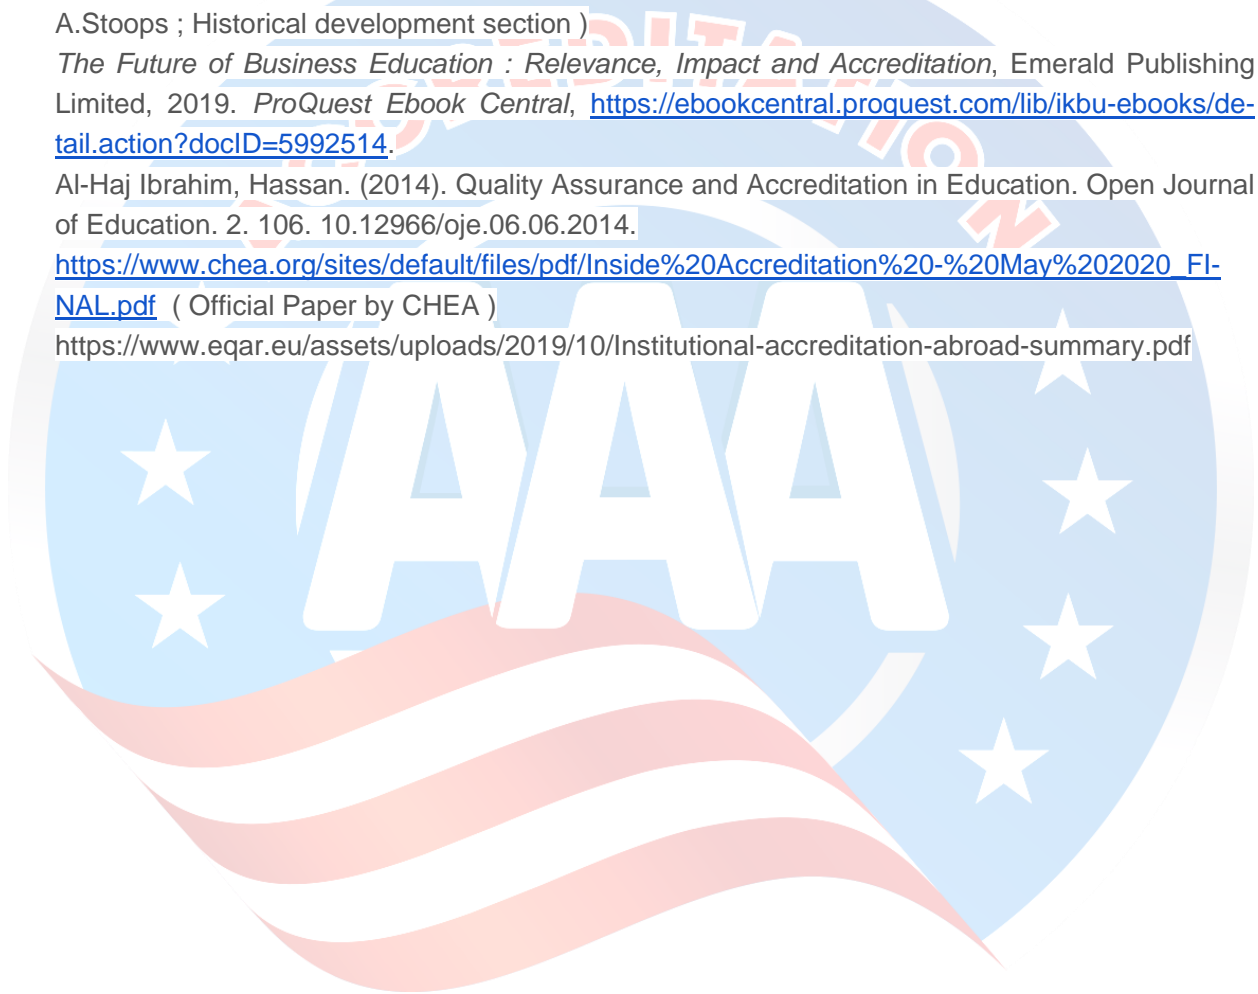 A.Stoops ; Historical development section )
The Future of Business Education : Relevance, Impact and Accreditation, Emerald Publishing
Limited, 2019. ProQuest Ebook Central, https://ebookcentral.proquest.com/lib/ikbu-ebooks/de-
tail.action?docID=5992514.
Al-Haj Ibrahim, Hassan. (2014). Quality Assurance and Accreditation in Education. Open Journal
of Education. 2. 106. 10.12966/oje.06.06.2014.
https://www.chea.org/sites/default/files/pdf/Inside%20Accreditation%20-%20May%202020_FI-
NAL.pdf ( Official Paper by CHEA )
https://www.eqar.eu/assets/uploads/2019/10/Institutional-accreditation-abroad-summary.pdf
AAA